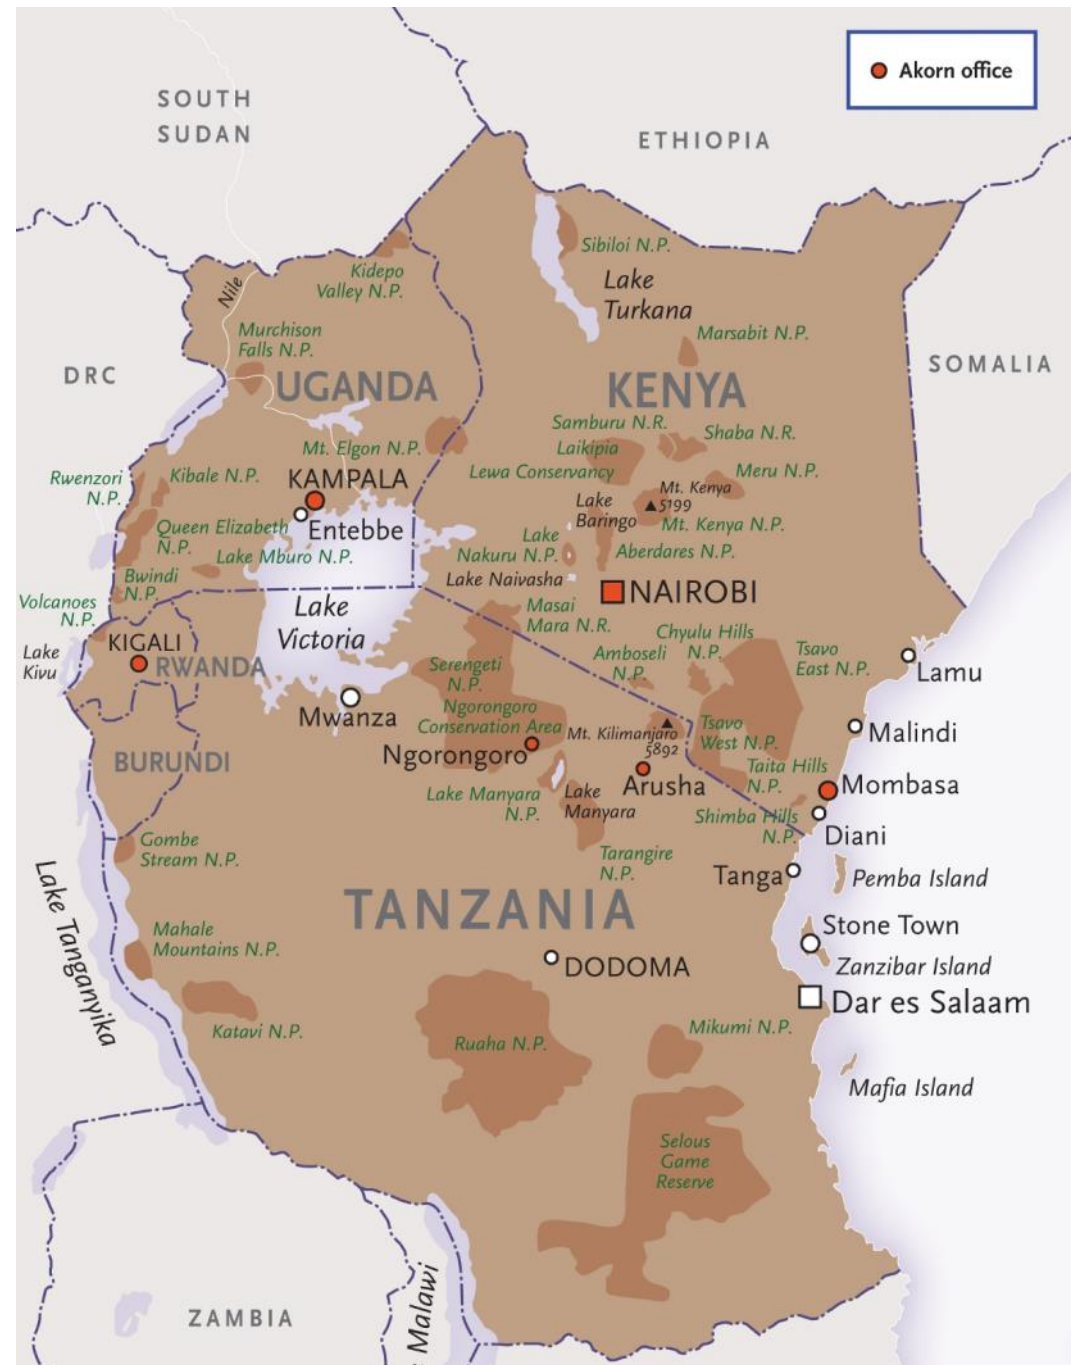 Akorn office
SOUTH
SUDAN
ETHIOPIA
Sibiloi N.P.
Kidepo
Valley N.P.
Lake
Turkana
Nile
Murchison
Falls N.P.
Marsabit N.P.
DRC
UGANDA
KENYA
SOMALIA
Samburu N.R.
Shaba N.R.
Mt. Elgon N.P.
Laikipia
Lewa Conservancy
Meru N.P.
Rwenzori
N.P.
Kibale N.P.
KAMPALA
Mt. Kenya
5199
Lake
Baringo
Mt. Kenya N.P.
Queen Elizabeth
N.P.
Entebbe
Lake
Nakuru N.P.
Aberdares N.P.
Lake Mburo N.P.
Bwindi
N.P.
Lake Naivasha
NAIROBI
Volcanoes
N.P.
Lake
Victoria
Masai
Mara N.R.
Chyulu Hills
N.P.
Lake
Kivu
KIGALI
RWANDA
Serengeti
N.P.
Amboseli
N.P.
Tsavo
East N.P.
Lamu
Mwanza
Ngorongoro
Conservation Area
Mt. Kilimanjaro
5892
Tsavo
West N.P.
Malindi
BURUNDI
Ngorongoro
Arusha
Taita Hills
N.P.
Mombasa
Lake Manyara
N.P.
Lake
Manyara
Shimba Hills
N.P.
Diani
Gombe
Stream N.P.
Tarangire
N.P.
Tanga
Pemba Island
Lake Tanganyika
TANZANIA
Stone Town
Mahale
Mountains N.P.
DODOMA
Zanzibar Island
Dar es Salaam
Katavi N.P.
Ruaha N.P.
Mikumi N.P.
Mafia Island
Selous
Game
Reserve
ZAMBIA
Malawi